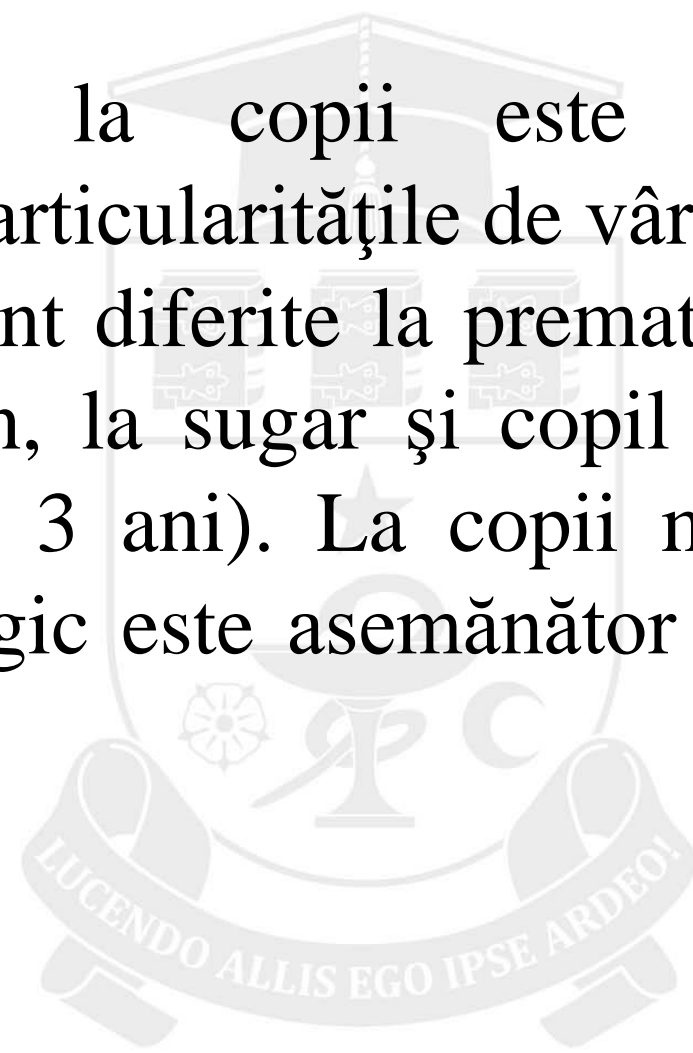 la copii este
articularităţile de vâr
nt diferite la premat
n, la sugar şi copil
3 ani). La copii n
gic este asemănător
LUCENDO ALLIS EGO IPSE ARDEO!